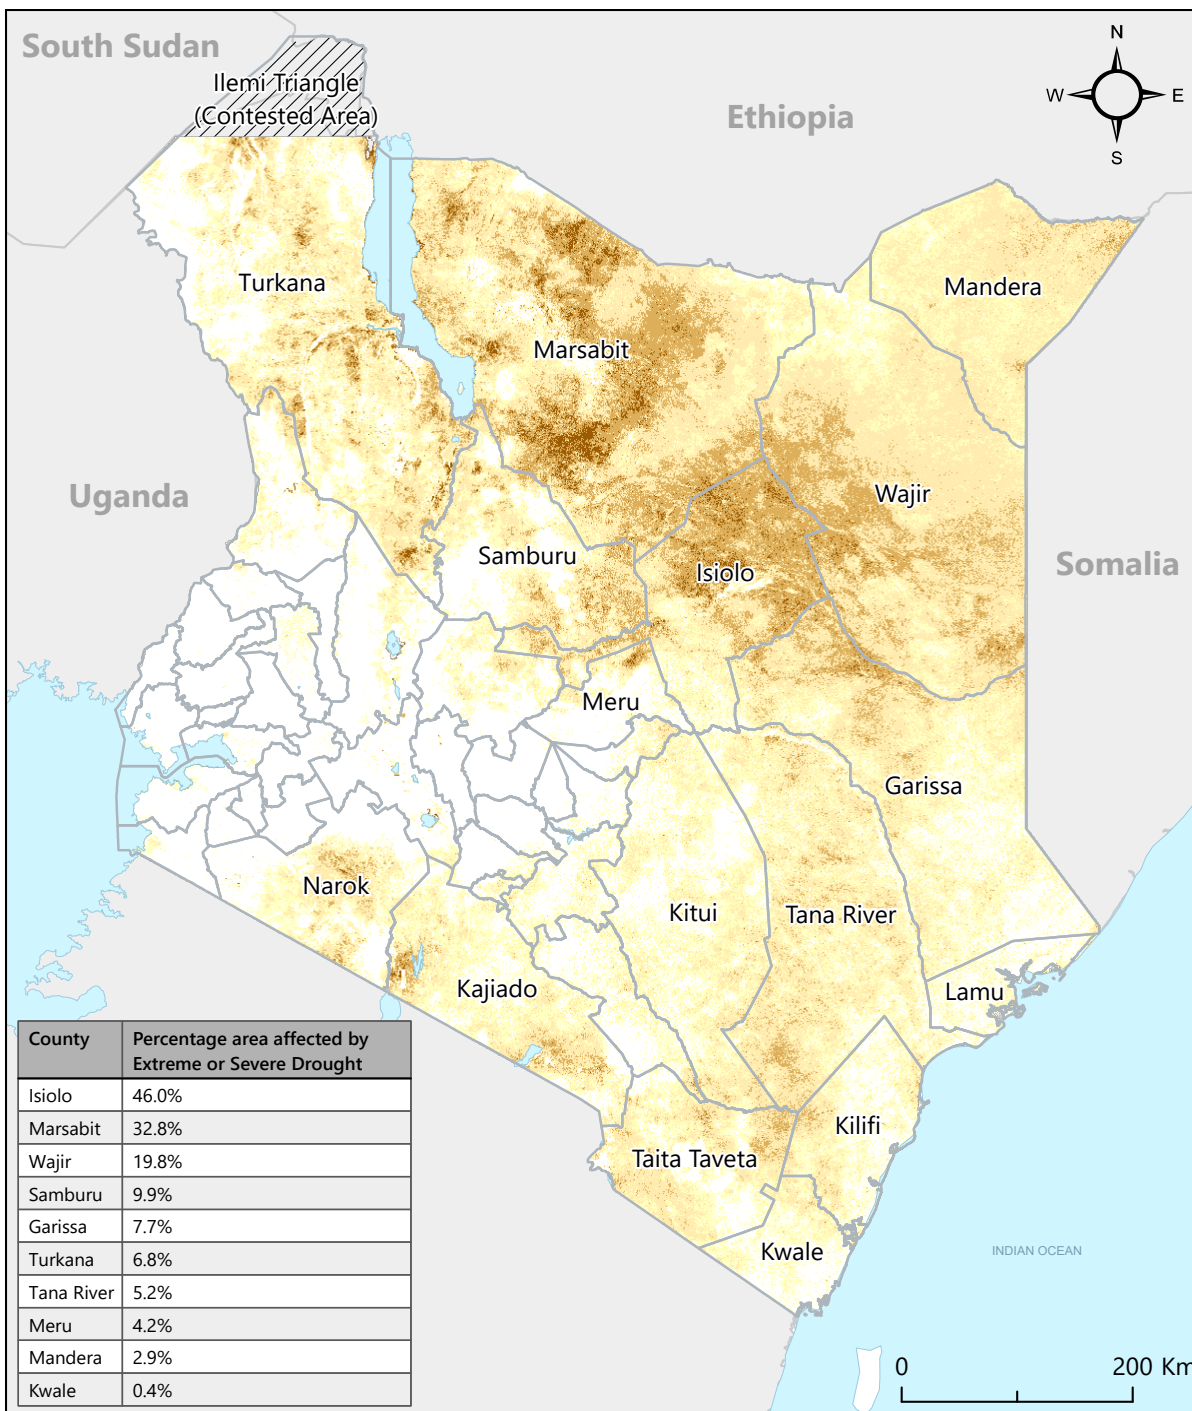 South Sudan
Ilemi Triangle
(Contested Area)
Ethiopia
N
W
E
S
Turkana
Mandera
Marsabit
Uganda
Wajir
Samburu
Isiolo
Somalia
Meru
Garissa
Narok
Kitui
Tana River
Kajiado
Lamu
Kilifi
Taita Taveta
Kwale
INDIAN OCEAN
County Percentage area affected by
Extreme or Severe Drought
Isiolo 46.0%
Marsabit 32.8%
Wajir 19.8%
Samburu 9.9%
Garissa 7.7%
Turkana 6.8%
Tana River 5.2%
Meru 4.2%
Mandera 2.9%
Kwale 0.4%
0 200 Km